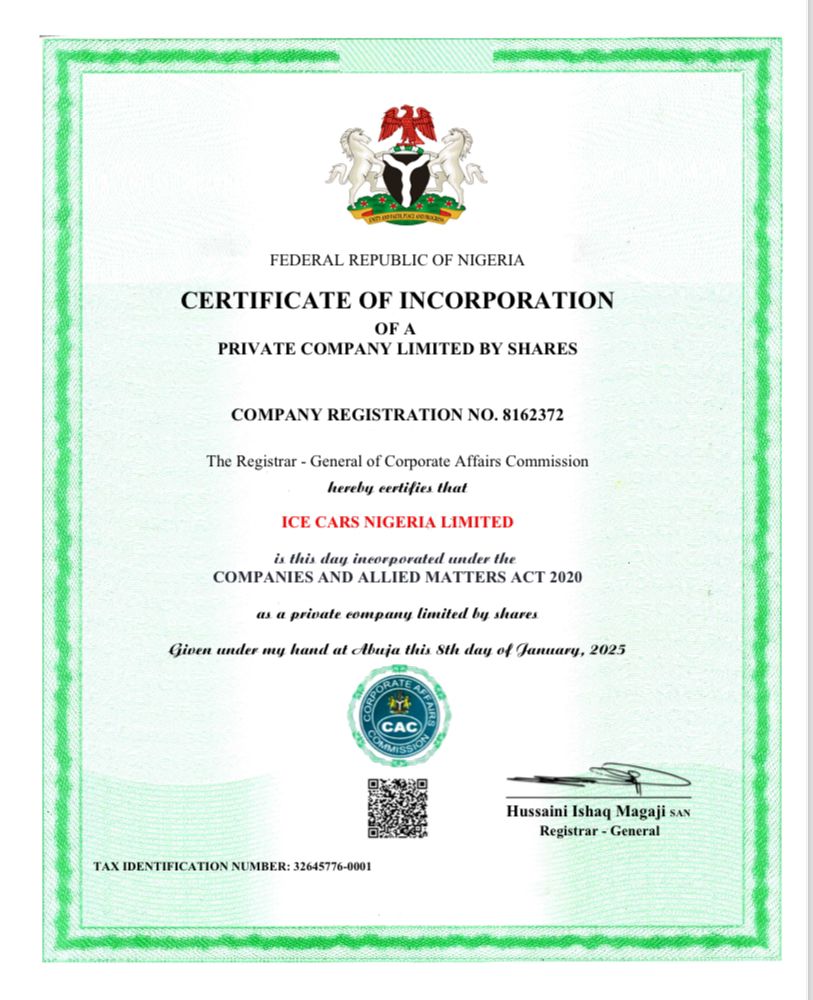 UNITY AND FAITH, PEACE AND PROGRESS
FEDERAL REPUBLIC OF NIGERIA
CERTIFICATE OF INCORPORATION
OF A
PRIVATE COMPANY LIMITED BY SHARES
COMPANY REGISTRATION NO. 8162372
The Registrar - General of Corporate Affairs Commission
hereby certifies that
ICE CARS NIGERIA LIMITED
is this day incorporated under the
COMPANIES AND ALLIED MATTERS ACT 2020
as a private company limited by shares
Given under my hand at Abuja this 8th day of January, 2025
CORPORATE AFFAIRS
CAC
COMMISSION
Hussaini Ishaq Magaji SAN
Registrar - General
TAX IDENTIFICATION NUMBER: 32645776-0001